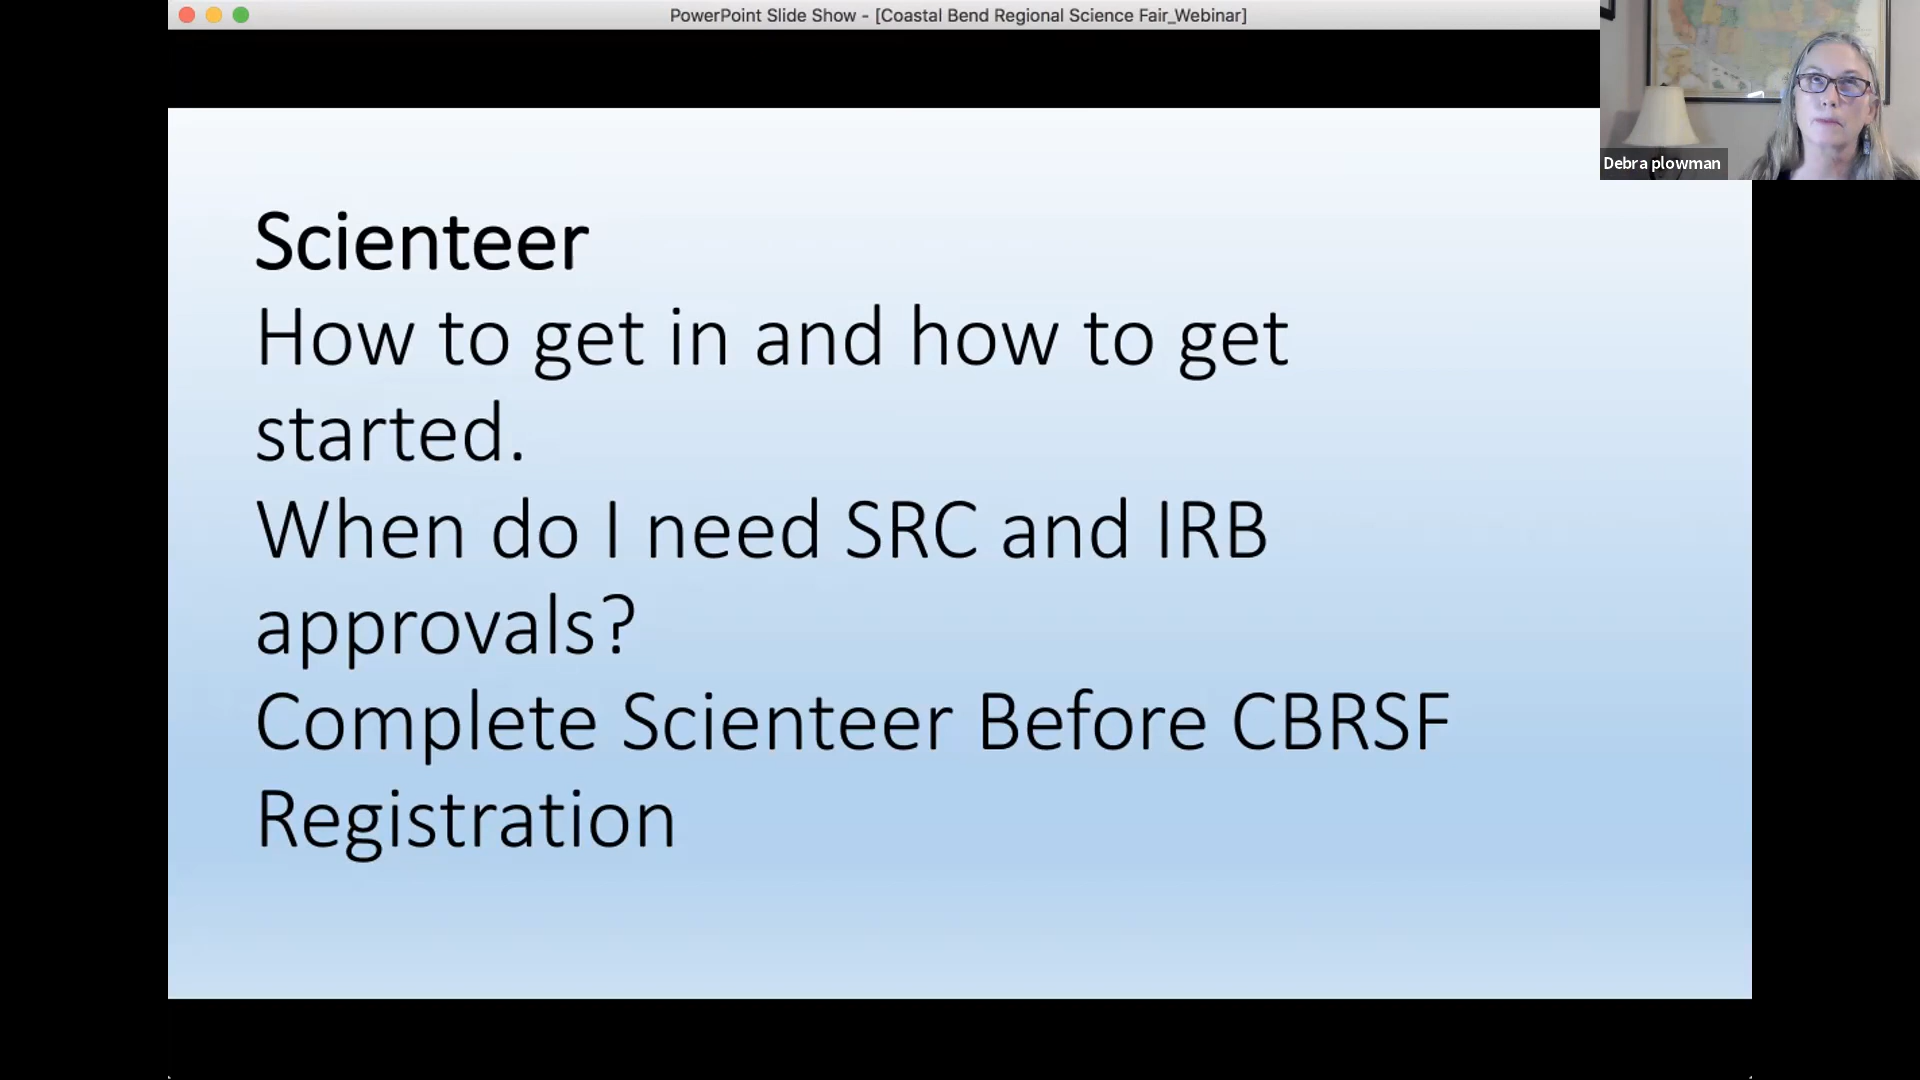 PowerPoint Slide Show - [Coastal Bend Regional Science Fair_Webinar]
Debra plowman
Scienteer
How to get in and how to get
started.
When do I need SRC and IRB
approvals?
Complete Scienteer Before CBRSF
Registration